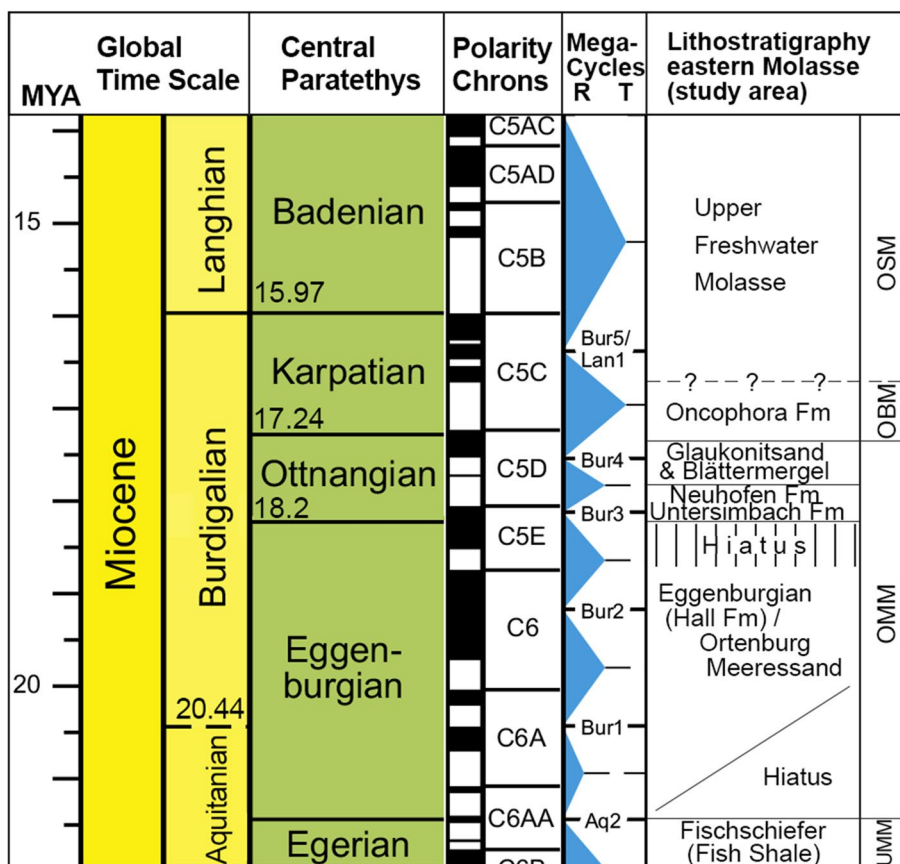 MYA
Global
Time Scale
Central
Paratethys
Polarity
Chrons
Mega-
Cycles
R T
Lithostratigraphy
eastern Molasse
(study area)
15
20
Miocene
Langhian
Burdigalian
20.44
Aquitanian
Badenian
15.97
Karpatian
17.24
Ottnangian
18.2
Eggen-
burgian
Egerian
C5AC
C5AD
C5B
C5C
C5D
C5E
C6
C6A
C6AA
C6B
Bur5/
Lan1
Bur4
Bur3
Bur2
Bur1
Aq2
Upper
Freshwater
Molasse
? ? ?
Oncophora Fm
Glaukonitsand
& Blättermergel
Neuhofen Fm
Untersimbach Fm
Hiatus
Eggenburgian
(Hall Fm) /
Ortenburg
Meeressand
Hiatus
Fischschiefer
(Fish Shale)
OSM
OBM
OMM
UMM